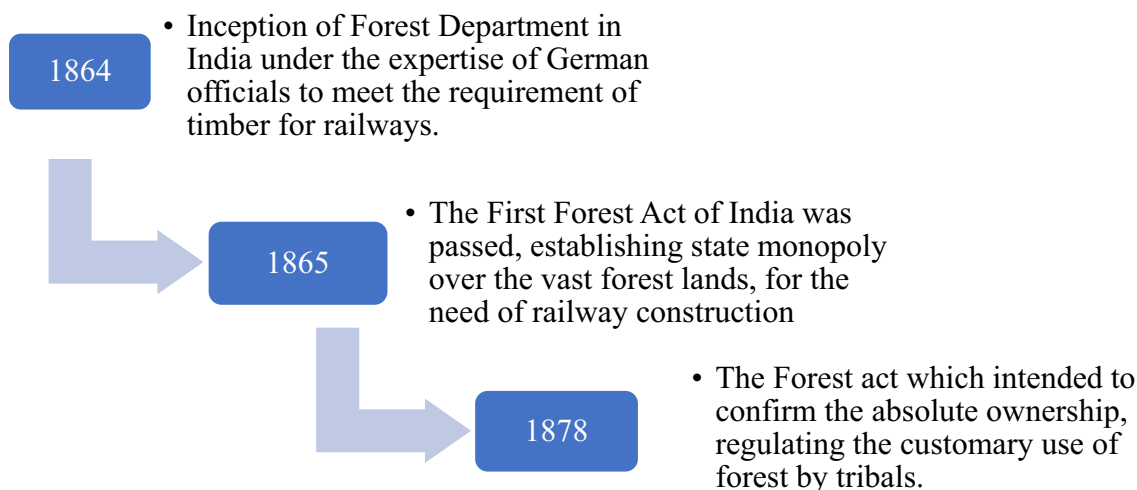 1864
• Inception of Forest Department in
India under the expertise of German
officials to meet the requirement of
timber for railways.
1865
• The First Forest Act of India was
passed, establishing state monopoly
over the vast forest lands, for the
need of railway construction
1878
• The Forest act which intended to
confirm the absolute ownership,
regulating the customary use of
forest by tribals.